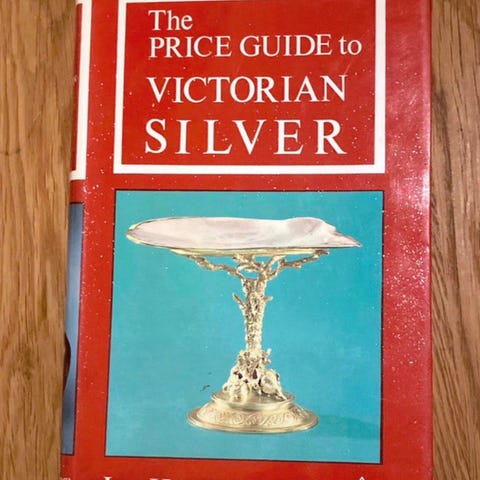 The
PRICE GUIDE to
VICTORIAN
SILVER